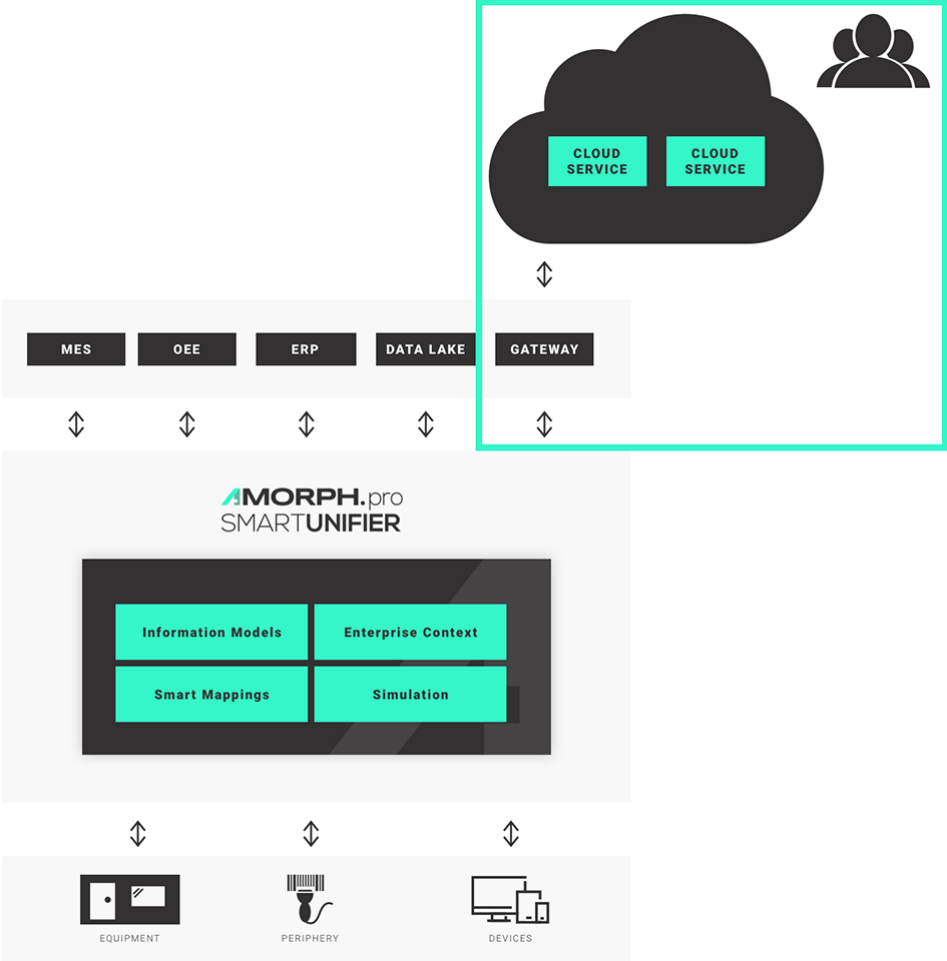 CLOUD
SERVICE
CLOUD
SERVICE
MES
OEE
ERP
DATA LAKE
GATEWAY
AMORPH.pro
SMARTUNIFIER
Information Models
Enterprise Context
Smart Mappings
Simulation
EQUIPMENT
PERIPHERY
DEVICES